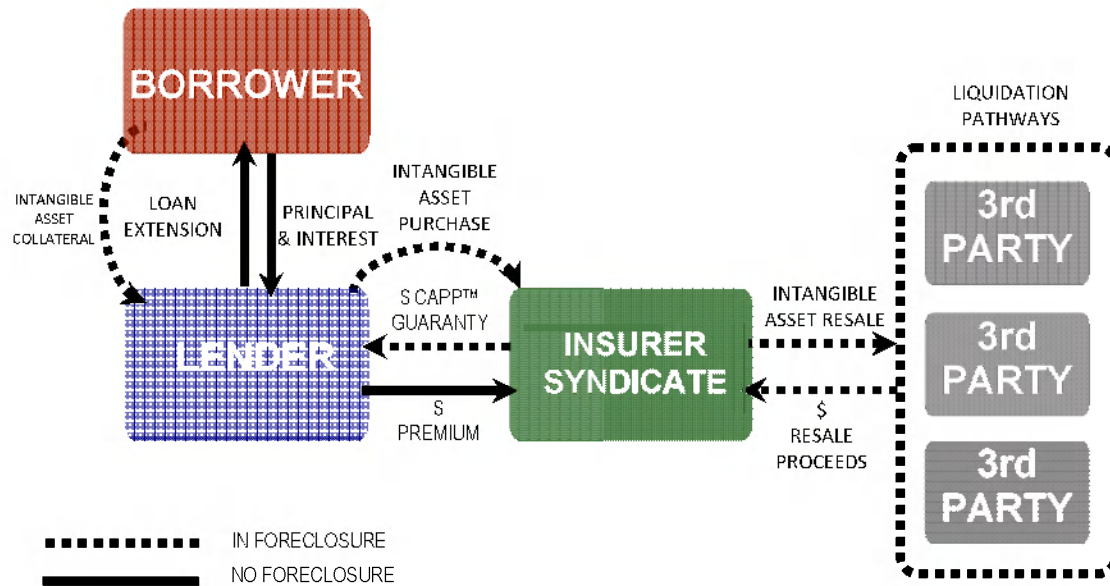 BORROWER
LIQUIDATION
PATHWAYS
INTANGIBLE
ASSET
COLLATERAL
LOAN
EXTENSION
PRINCIPAL
& INTEREST
INTANGIBLE
ASSET
PURCHASE
3rd
PARTY
LENDER
S CAPP™
GUARANTY
INSURER
SYNDICATE
INTANGIBLE
ASSET RESALE
3rd
PARTY
S
PREMIUM
$
RESALE
PROCEEDS
3rd
PARTY
IN FORECLOSURE
NO FORECLOSURE